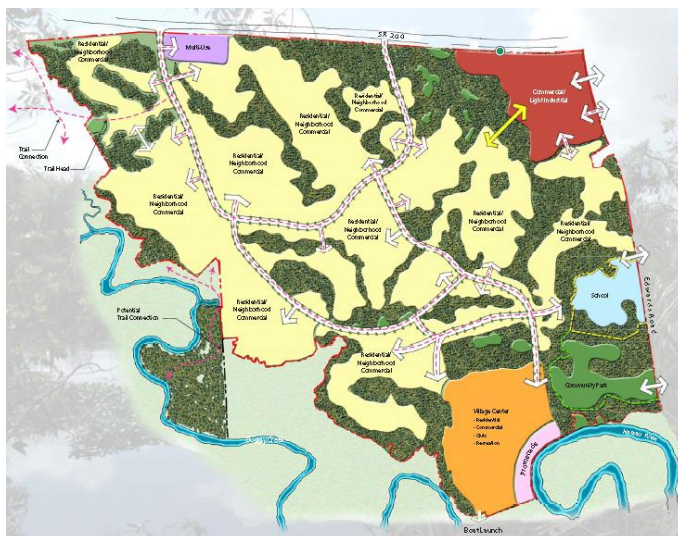 SR 200
Residential/
Neighborhood
Commercial
Multi-Use
Commercial/
Light Industrial
Residential/
Neighborhood
Commercial
Residential/
Neighborhood
Commercial
Trail
Connection
Trail Head
Residential/
Neighborhood
Commercial
Residential/
Neighborhood
Commercial
Residential/
Neighborhood
Commercial
Residential/
Neighborhood
Commercial
Residential/
Neighborhood
Commercial
Edwards Road
School
Potential
Trail Connection
Residential/
Neighborhood
Commercial
Residential/
Neighborhood
Commercial
Community Park
Village Center
- Residential
- Commercial
- Civic
- Recreation
Promenade
Nassau River
Boat Launch